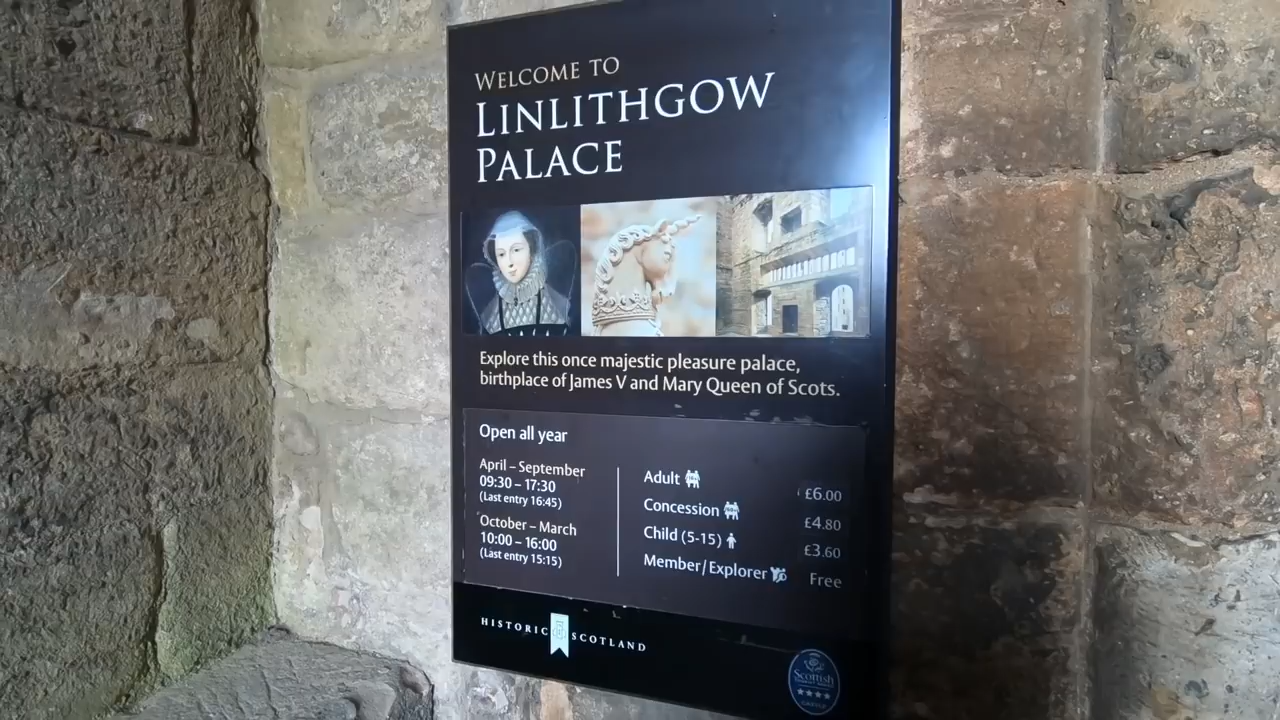 WELCOME TO
LINLITHGOW
PALACE
Explore this once majestic pleasure palace,
birthplace of James V and Mary Queen of Scots.
Open all year
April – September
09:30 – 17:30
(Last entry 16:45)
October – March
10:00 – 16:00
(Last entry 15:15)
Adult £6.00
Concession £4.80
Child (5-15) £3.60
Member/Explorer Free
HISTORIC SCOTLAND
Scottish
CASTLE